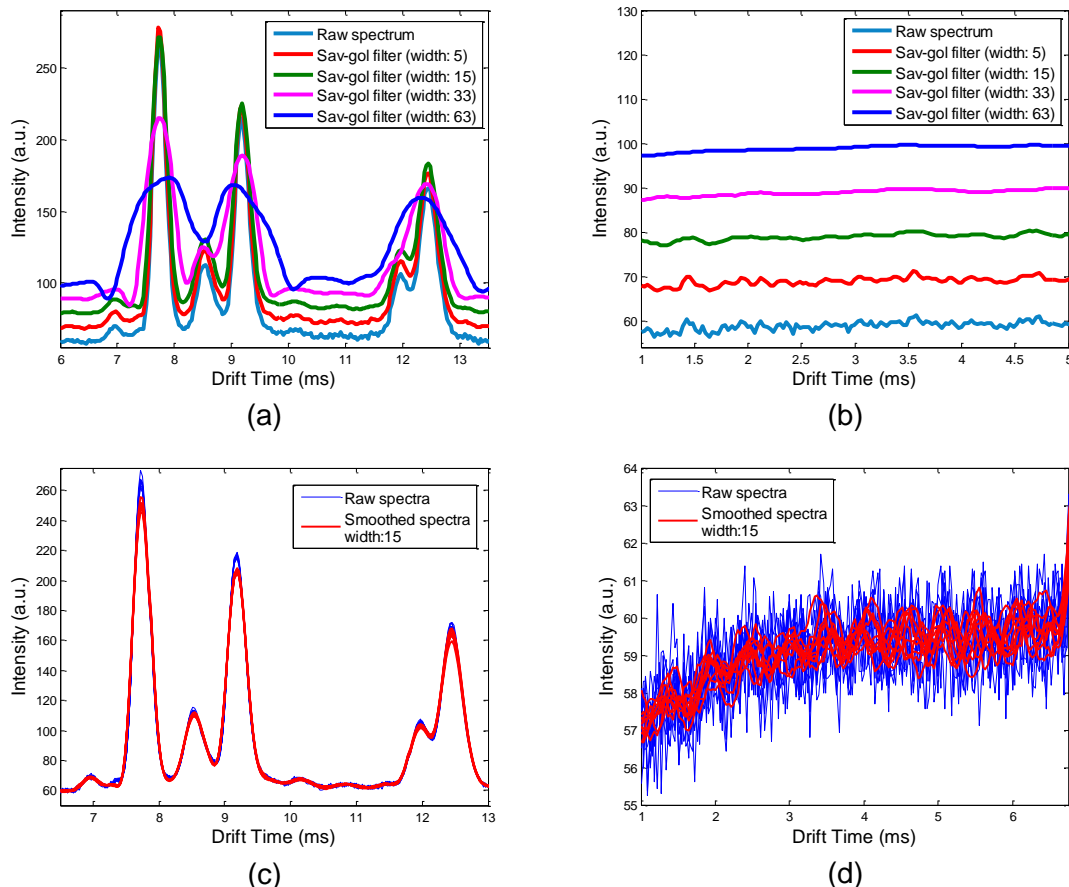 Raw spectrum
Sav-gol filter (width: 5)
Sav-gol filter (width: 15)
Sav-gol filter (width: 33)
Sav-gol filter (width: 63)
250
200
150
100
Intensity (a.u.)
6 7 8 9 10 11 12 13
Drift Time (ms)
(a)
Raw spectrum
Sav-gol filter (width: 5)
Sav-gol filter (width: 15)
Sav-gol filter (width: 33)
Sav-gol filter (width: 63)
130
120
110
100
90
80
70
60
Intensity (a.u.)
1 1.5 2 2.5 3 3.5 4 4.5 5
Drift Time (ms)
(b)
Raw spectra
Smoothed spectra
width:15
260
240
220
200
180
160
140
120
100
80
60
Intensity (a.u.)
7 8 9 10 11 12 13
Drift Time (ms)
(c)
Raw spectra
Smoothed spectra
width:15
64
63
62
61
60
59
58
57
56
55
Intensity (a.u.)
1 2 3 4 5 6
Drift Time (ms)
(d)